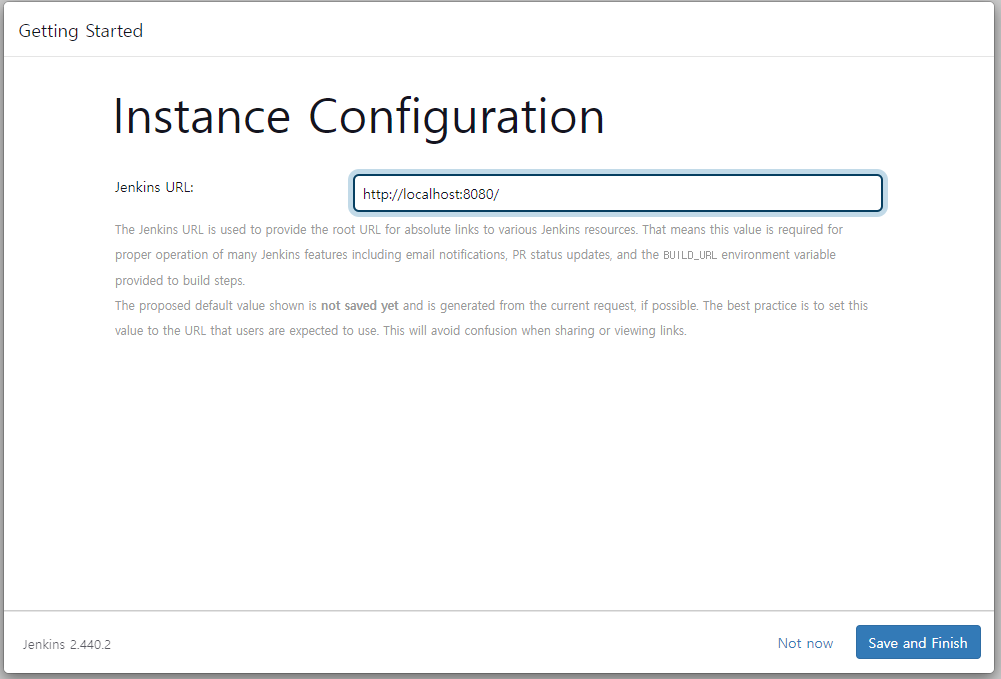 Getting Started
Instance Configuration
Jenkins URL:
http://localhost:8080/
The Jenkins URL is used to provide the root URL for absolute links to various Jenkins resources. That means this value is required for
proper operation of many Jenkins features including email notifications, PR status updates, and the BUILD_URL environment variable
provided to build steps.
The proposed default value shown is not saved yet and is generated from the current request, if possible. The best practice is to set this
value to the URL that users are expected to use. This will avoid confusion when sharing or viewing links.
Jenkins 2.440.2
Not now
Save and Finish